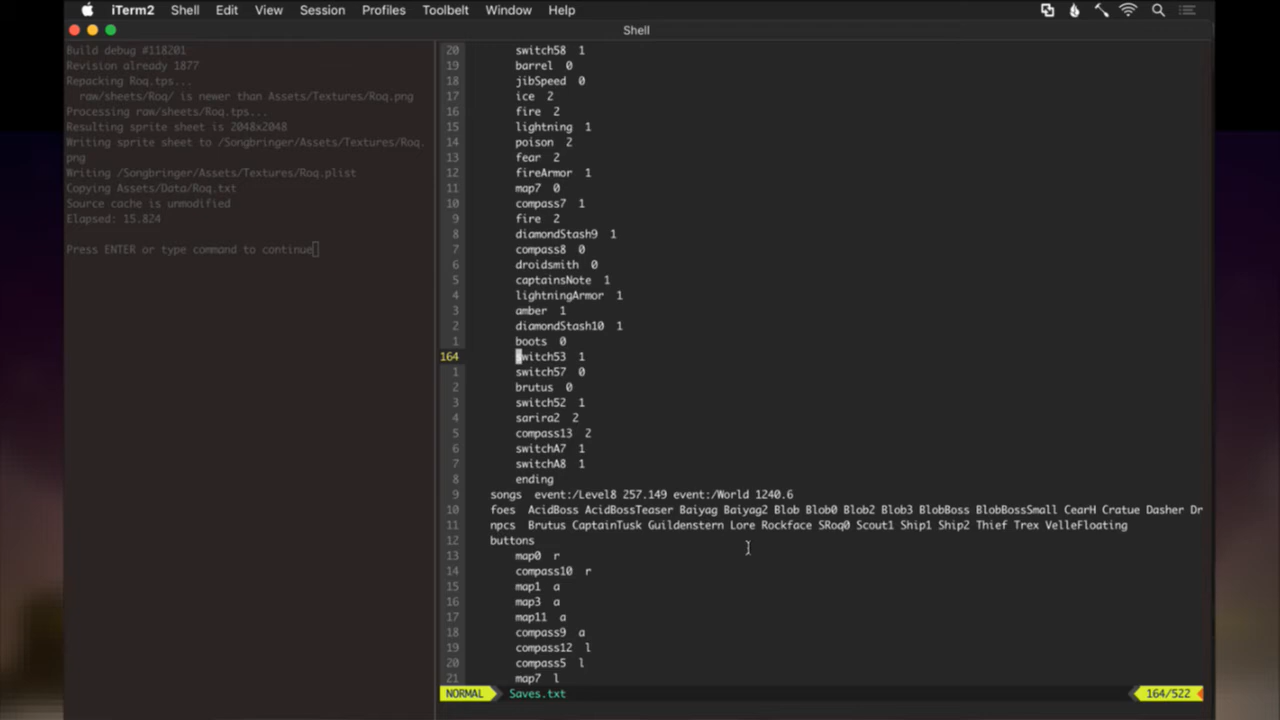 iTerm2 Shell Edit View Session Profiles Toolbelt Window Help
Shell
Build debug #118201
Revision already 1877
Repacking Roq.tps...
raw/sheets/Roq/ is newer than Assets/Textures/Roq.png
Processing raw/sheets/Roq.tps...
Resulting sprite sheet is 2048x2048
Writing sprite sheet to /Songbringer/Assets/Textures/Roq.
png
Writing /Songbringer/Assets/Textures/Roq.plist
Copying Assets/Data/Roq.txt
Source cache is unmodified
Elapsed: 15.824
Press ENTER or type command to continue
20 switch58 1
19 barrel 0
18 jibSpeed 0
17 ice 2
16 fire 2
15 lightning 1
14 poison 2
13 fear 2
12 fireArmor 1
11 map7 0
10 compass7 1
9 fire 2
8 diamondStash9 1
7 compass8 0
6 droidsmith 0
5 captainsNote 1
4 lightningArmor 1
3 amber 1
2 diamondStash10 1
1 boots 0
164 switch53 1
1 switch57 0
2 brutus 0
3 switch52 1
4 sarira2 2
5 compass13 2
6 switchA7 1
7 switchA8 1
8 ending
9 songs event:/Level8 257.149 event:/World 1240.6
10 foes AcidBoss AcidBossTeaser Baiyag Baiyag2 Blob Blob0 Blob2 Blob3 BlobBoss BlobBossSmall CearH Cratue Dasher Dr
11 npcs Brutus CaptainTusk Guildenstern Lore Rockface SRoq0 Scout1 Ship1 Ship2 Thief Trex VelleFloating
12 buttons
13 map0 r
14 compass10 r
15 map1 a
16 map3 a
17 map11 a
18 compass9 a
19 compass12 l
20 compass5 l
21 map7 l
NORMAL Saves.txt 164/522